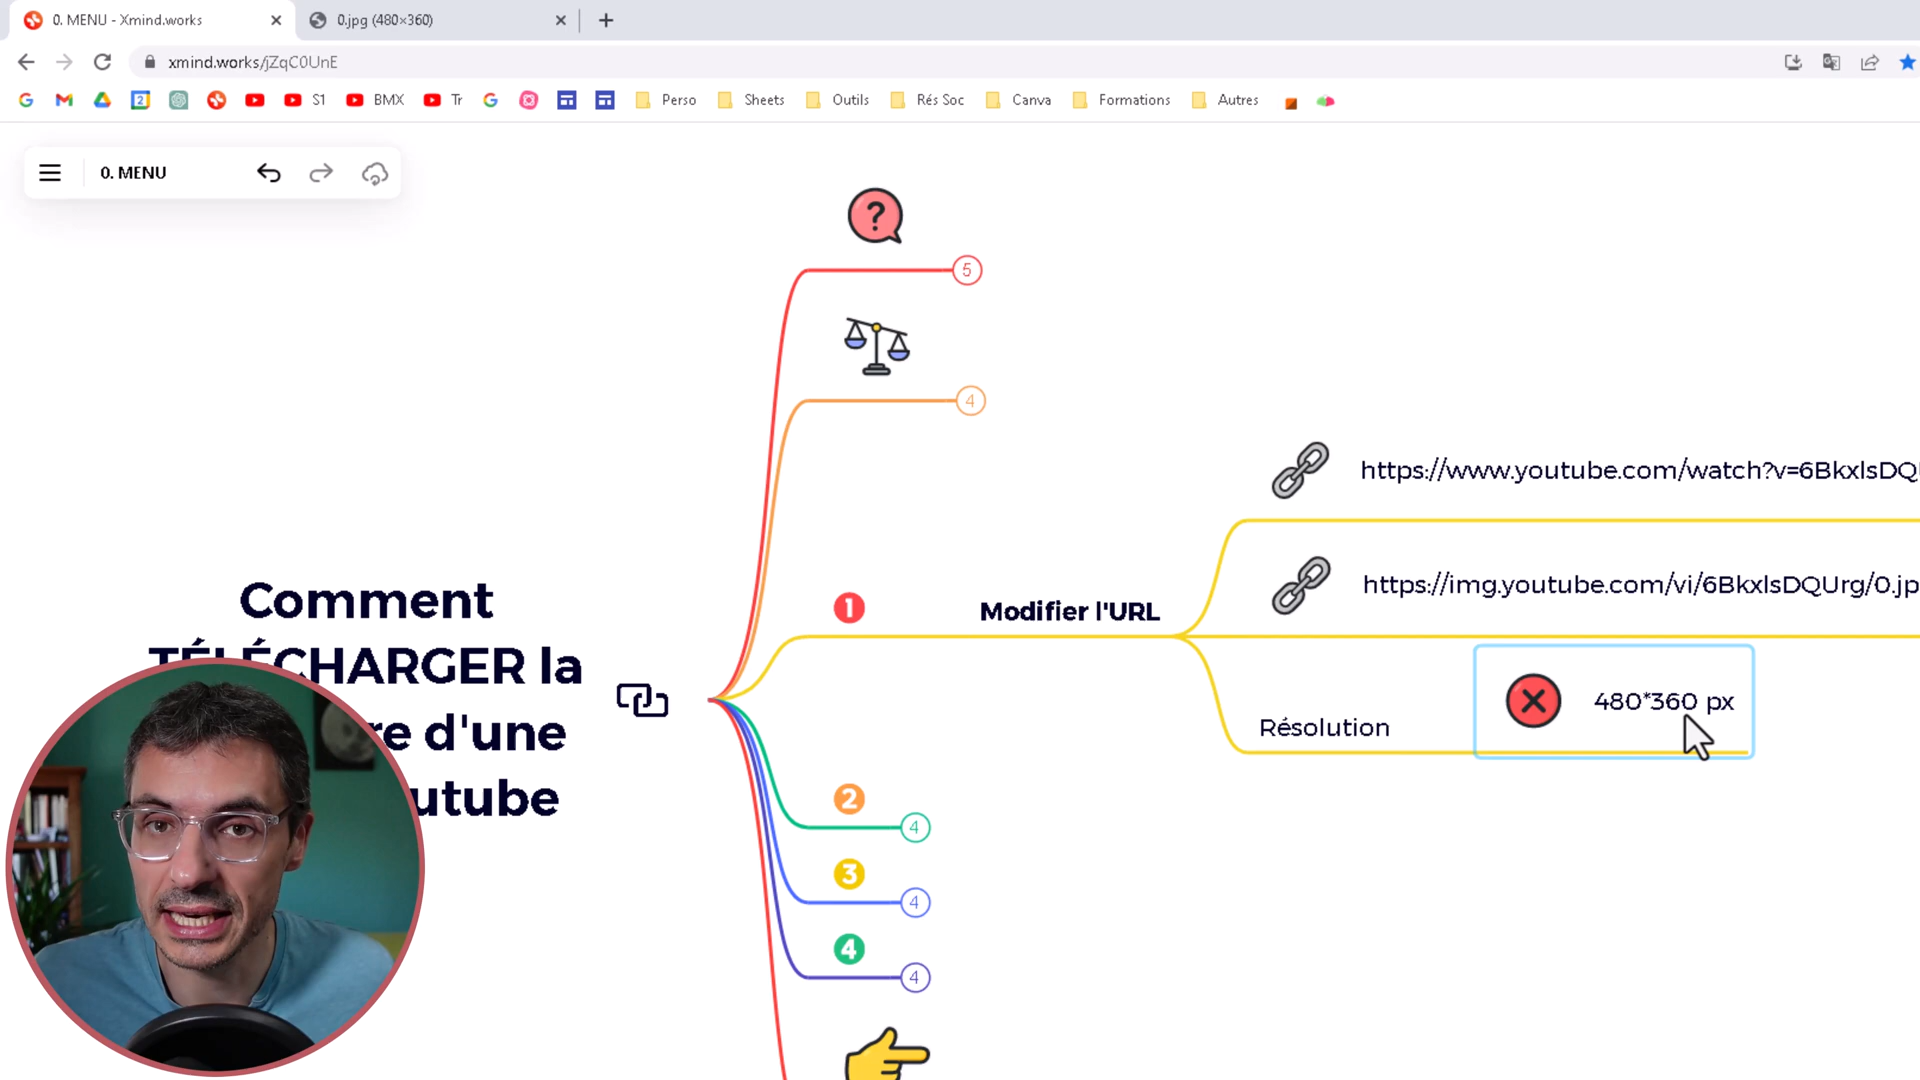 0. MENU - Xmind.works
0.jpg (480×360)
xmind.works/jZqC0UnE
S1
BMX
Tr
Perso
Sheets
Outils
Rés Soc
Canva
Formations
Autres
0. MENU
?
5
4
https://www.youtube.com/watch?v=6BkxlsDQ
https://img.youtube.com/vi/6BkxlsDQUrg/0.jp
1
Modifier l'URL
Comment
TÉLÉCHARGER la
re d'une
utube
480*360 px
Résolution
2
4
3
4
4
4